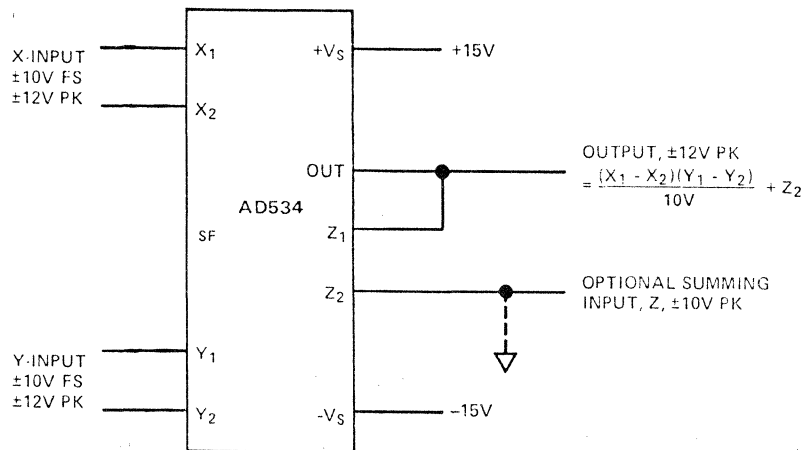 X-INPUT
±10V FS
±12V PK
X1
X2
+VS
+15V
OUT
AD534
SF
Z1
Z2
OUTPUT, ±12V PK
= (X1 - X2)(Y1 - Y2) / 10V + Z2
OPTIONAL SUMMING
INPUT, Z, ±10V PK
Y-INPUT
±10V FS
±12V PK
Y1
Y2
-VS
-15V